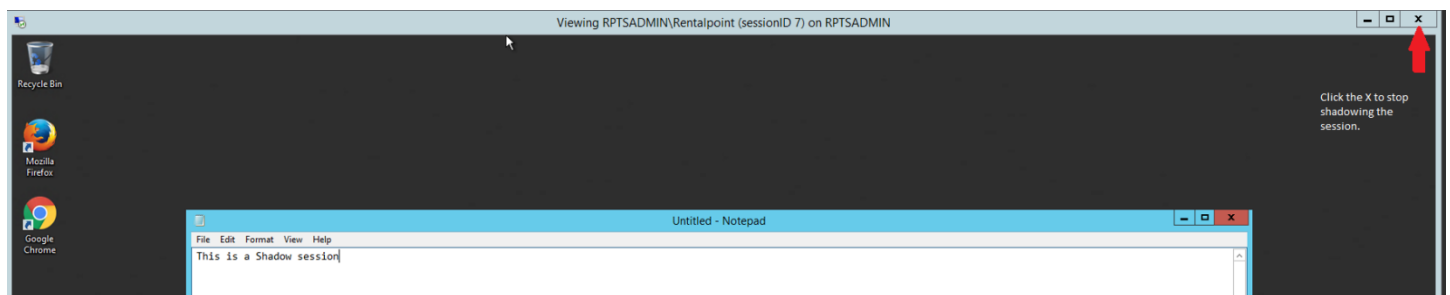 Viewing RPTSADMIN\Rentalpoint (sessionID 7) on RPTSADMIN
Recycle Bin
Click the X to stop
shadowing the
session.
Mozilla
Firefox
Google
Chrome
Untitled - Notepad
File Edit Format View Help
This is a Shadow session